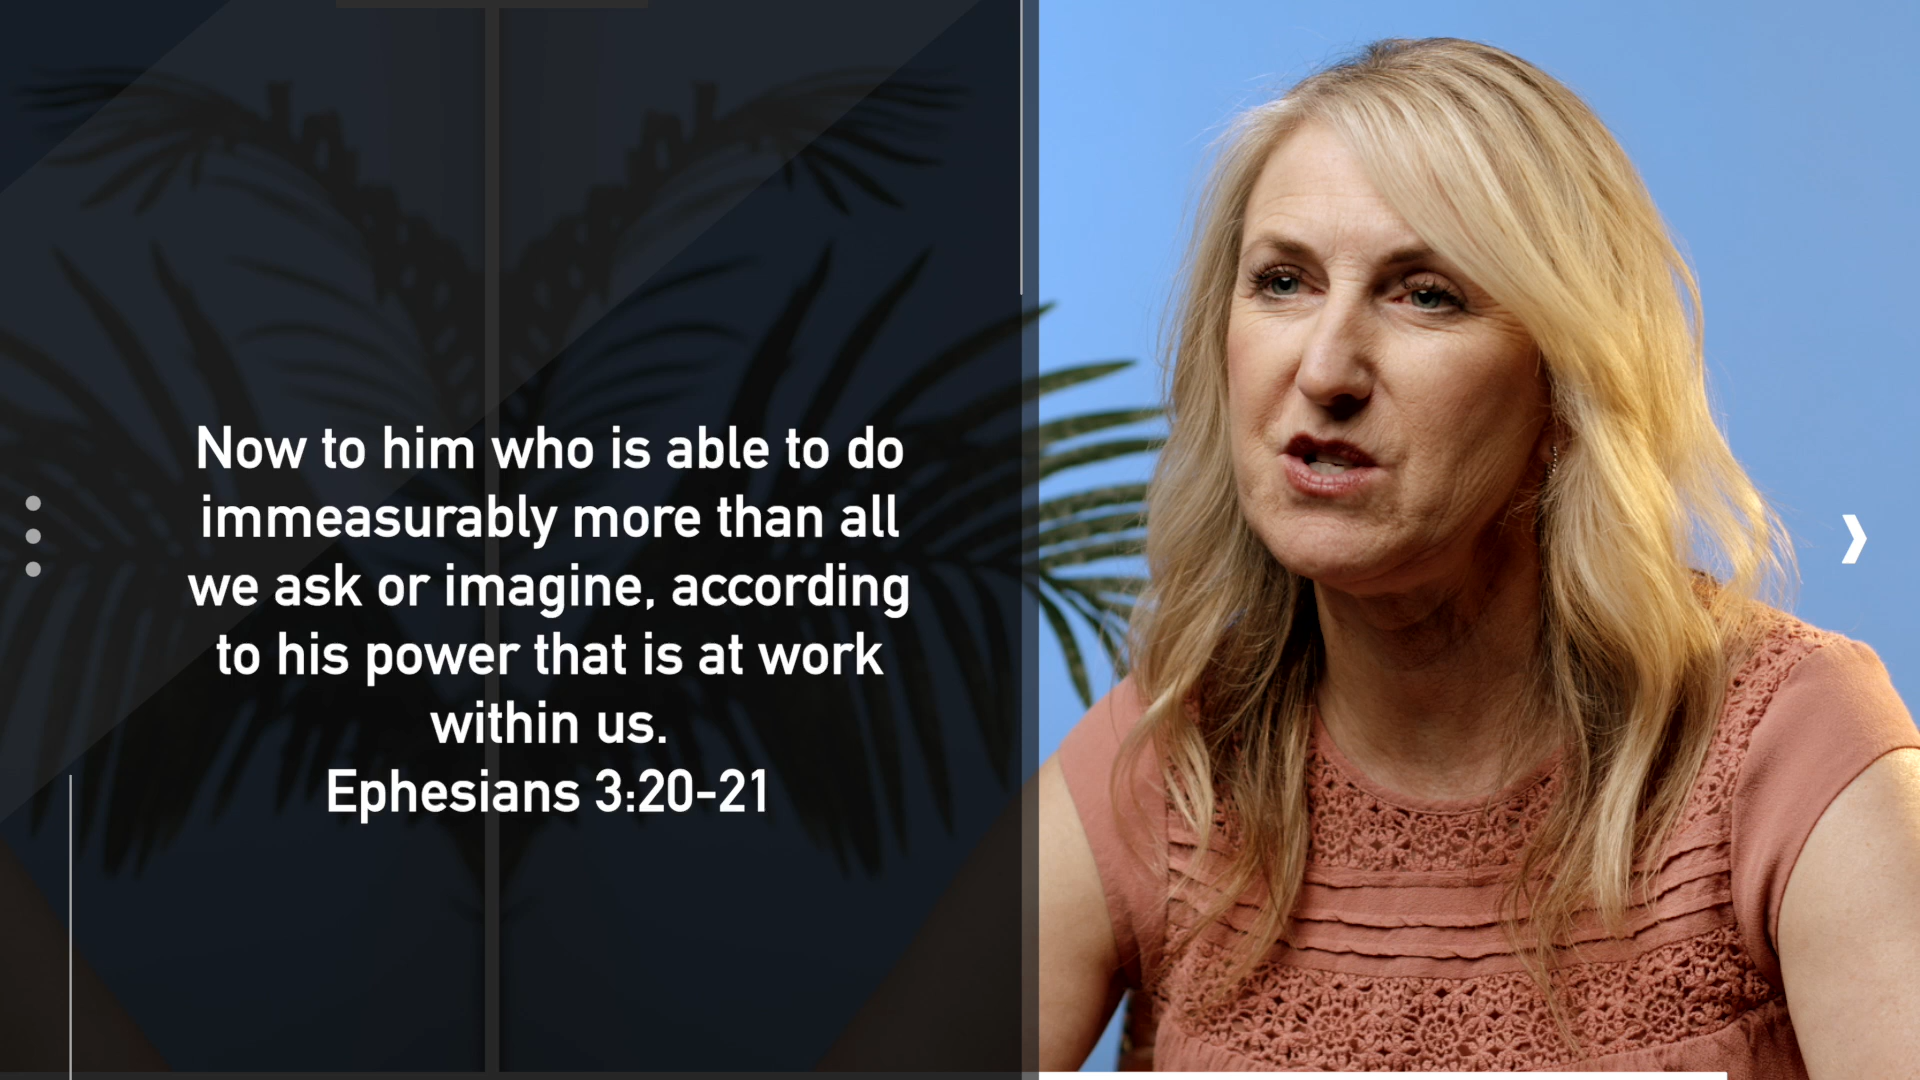 Now to him who is able to do
immeasurably more than all
we ask or imagine, according
to his power that is at work
within us.
Ephesians 3:20-21